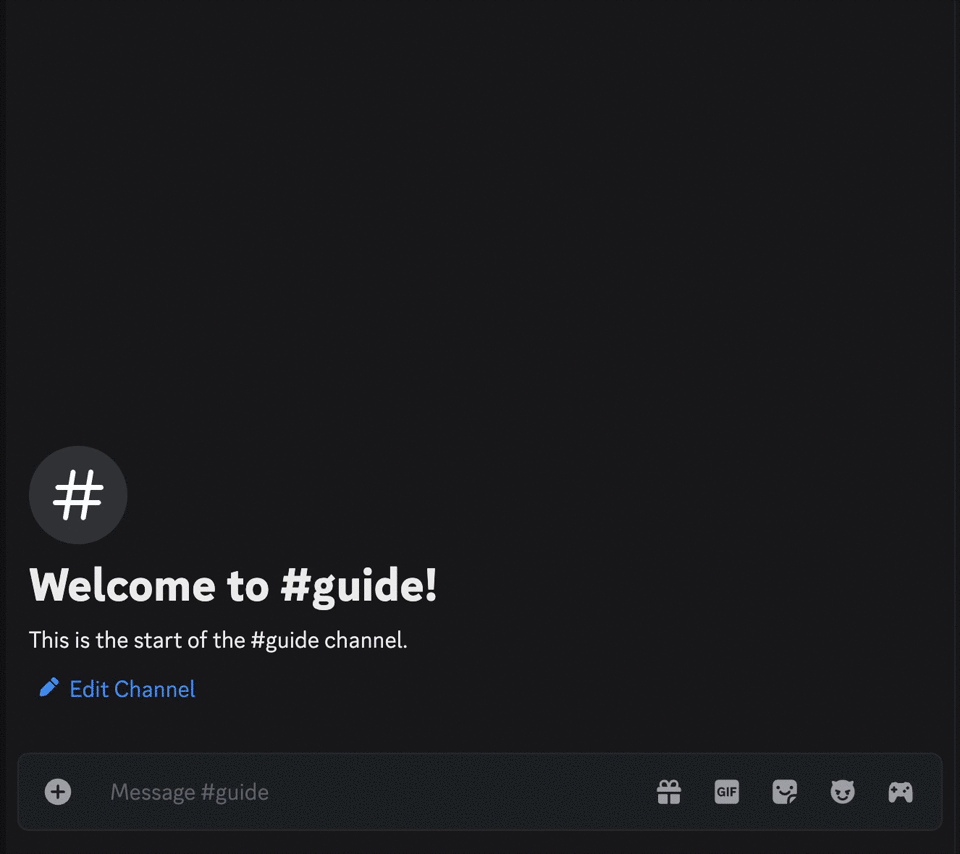 #
Welcome to #guide!
This is the start of the #guide channel.
Edit Channel
Message #guide
GIF